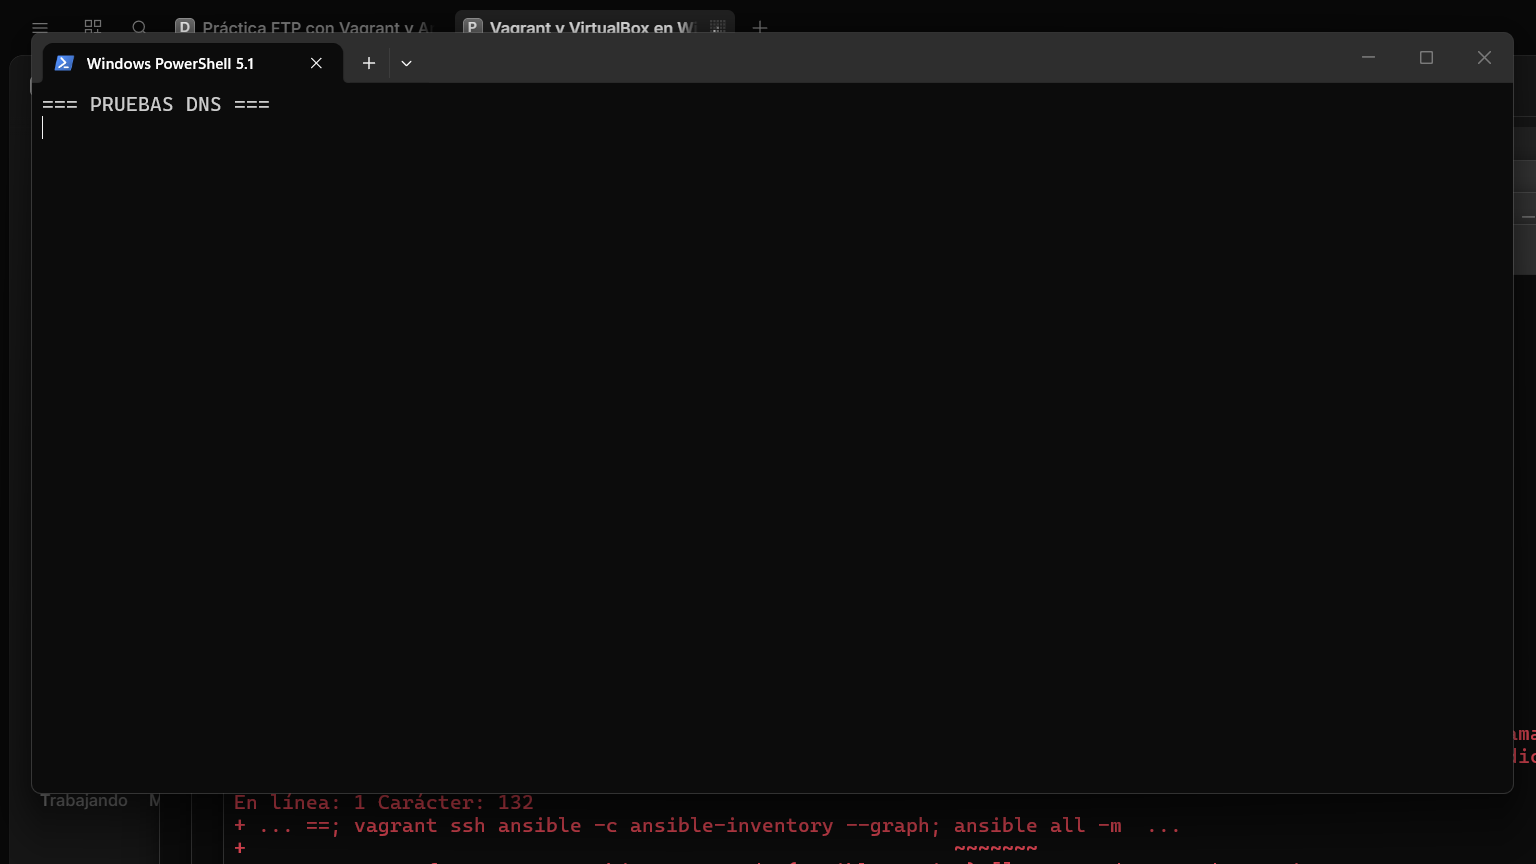 D Práctica FTP con Vagrant y
P Vagrant y VirtualBox en Wi
Windows PowerShell 5.1
=== PRUEBAS DNS ===
Trabajando M
En línea: 1 Carácter: 132
+ ... ==; vagrant ssh ansible -c ansible-inventory --graph; ansible all -m ...
+ ~~~~~~~